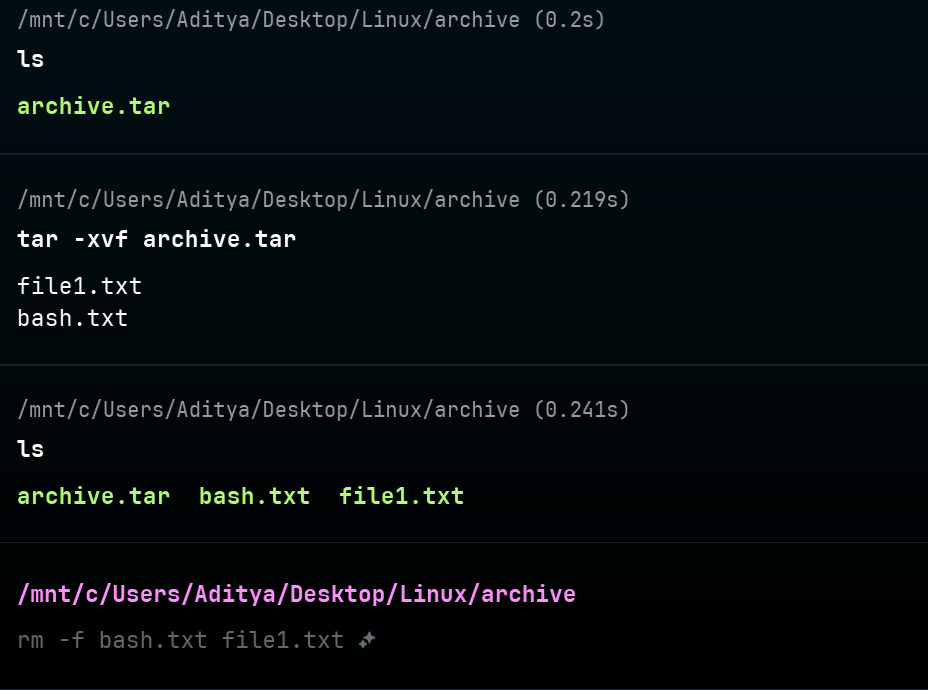 /mnt/c/Users/Aditya/Desktop/Linux/archive (0.2s)
ls
archive.tar
/mnt/c/Users/Aditya/Desktop/Linux/archive (0.219s)
tar -xvf archive.tar
file1.txt
bash.txt
/mnt/c/Users/Aditya/Desktop/Linux/archive (0.241s)
ls
archive.tar  bash.txt  file1.txt
/mnt/c/Users/Aditya/Desktop/Linux/archive
rm -f bash.txt file1.txt